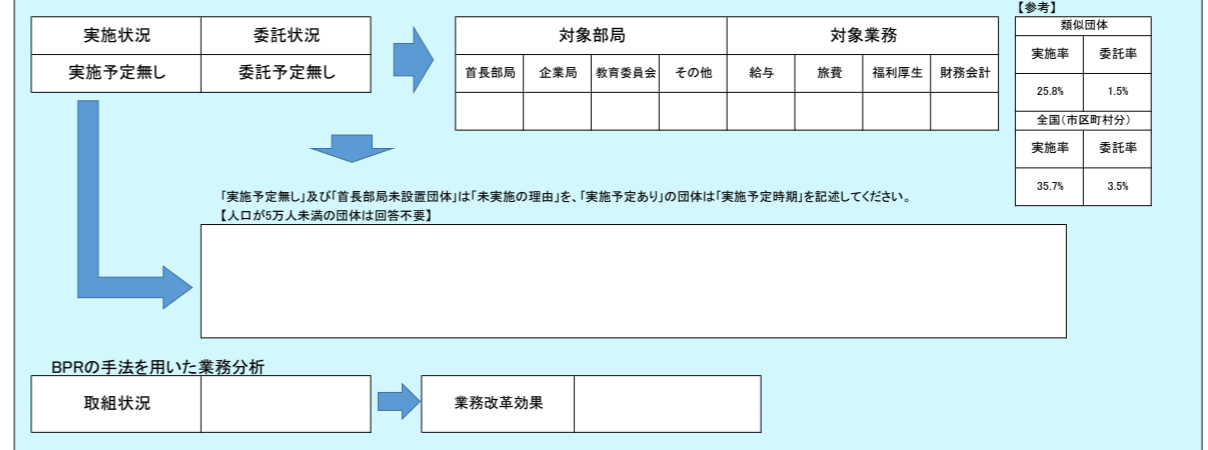 【参考】
実施状況 委託状況
実施予定無し 委託予定無し
対象部局 対象業務
首長部局 企業局 教育委員会 その他 給与 旅費 福利厚生 財務会計
類似団体
実施率 委託率
25.8% 1.5%
全国(市区町村分)
実施率 委託率
35.7% 3.5%
「実施予定無し」及び「首長部局未設置団体」は「未実施の理由」を、「実施予定あり」の団体は「実施予定時期」を記述してください。
【人口が5万人未満の団体は回答不要】
BPRの手法を用いた業務分析
取組状況 業務改革効果